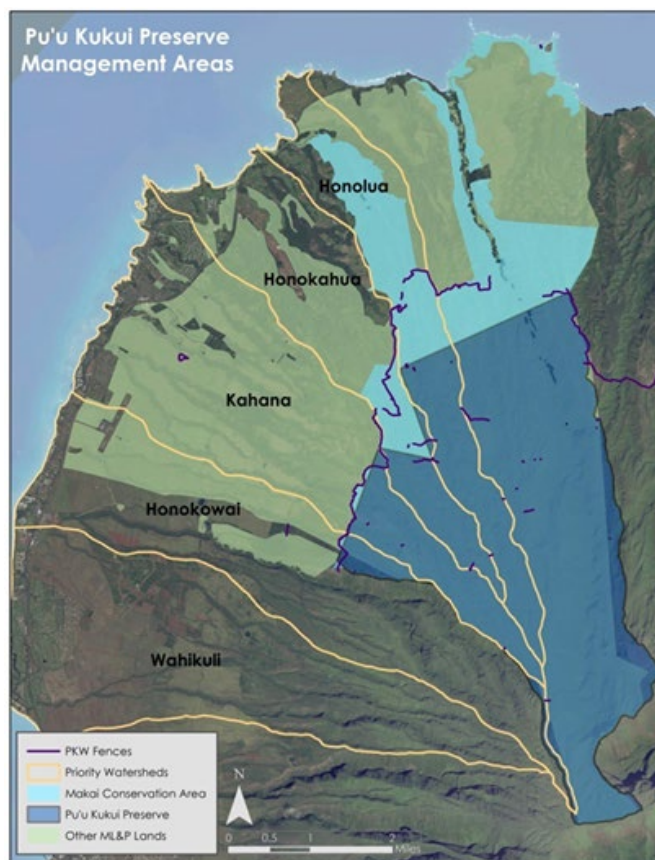 Pu'u Kukui Preserve
Management Areas
Honolua
Honokahua
Kahana
Honokowai
Wahikuli
PKW Fences
Priority Watersheds
Makai Conservation Area
Pu'u Kukui Preserve
Other ML&P Lands
N
0 0.5 1 2
Miles